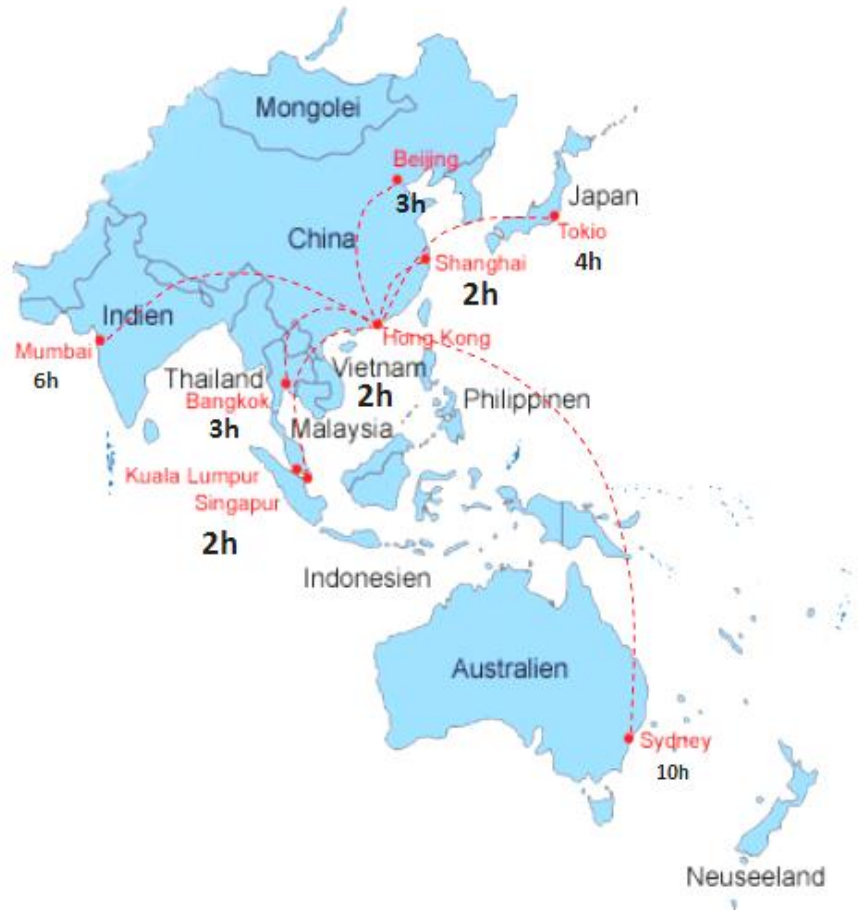 Mongolei
Beijing
3h
Japan
Tokio
4h
China
Shanghai
2h
Indien
Hong Kong
Mumbai
6h
Vietnam
2h
Thailand
Bangkok
3h
Philippinen
Malaysia
Kuala Lumpur
Singapur
2h
Indonesien
Australien
Sydney
10h
Neuseeland